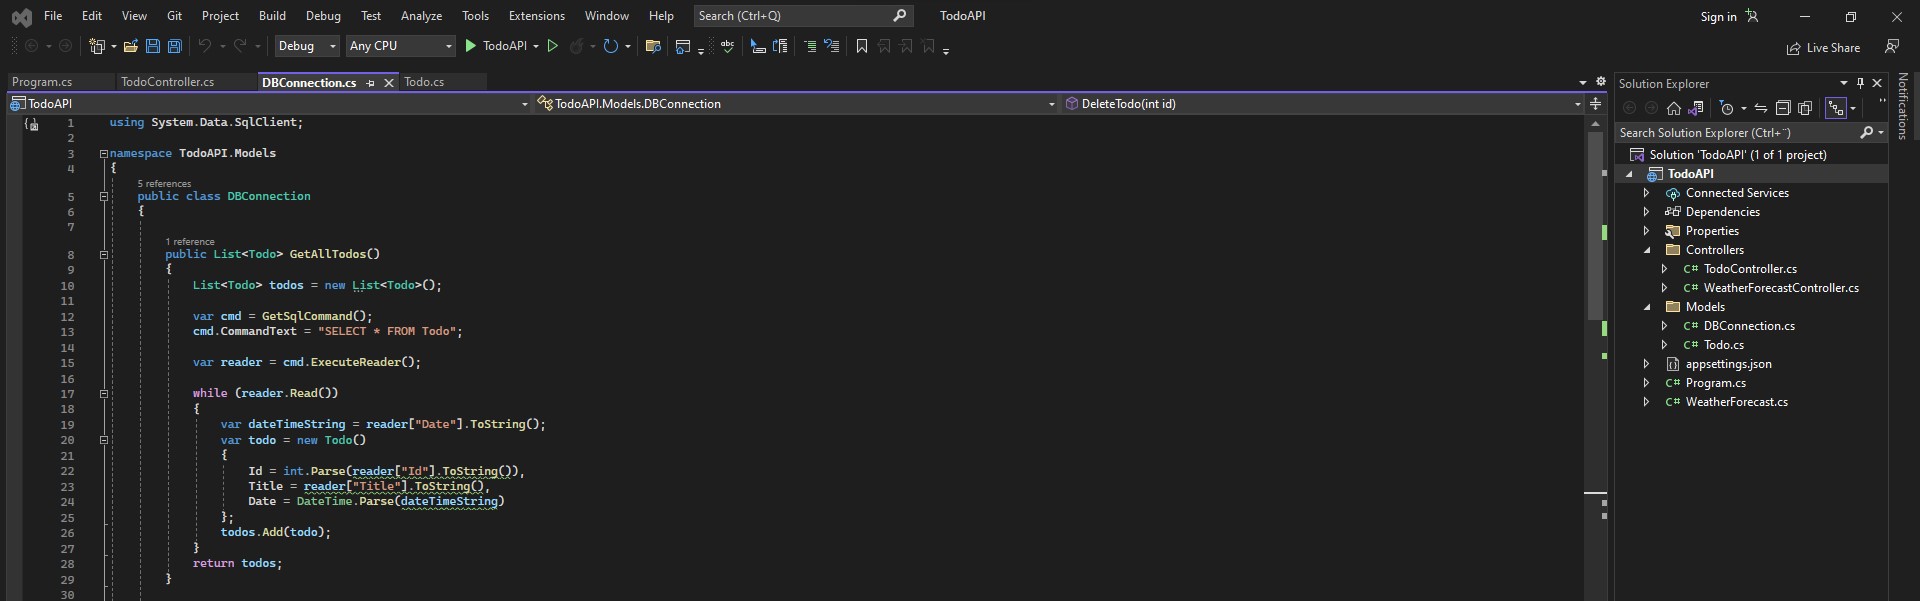 File Edit View Git Project Build Debug Test Analyze Tools Extensions Window Help Search (Ctrl+Q) TodoAPI Sign in
Debug Any CPU TodoAPI abc Live Share
Program.cs TodoController.cs DBConnection.cs Todo.cs
TodoAPI TodoAPI.Models.DBConnection DeleteTodo(int id)
1 using System.Data.SqlClient;
2
3 namespace TodoAPI.Models
4 {
5 references
5 public class DBConnection
6 {
7
1 reference
8 public List<Todo> GetAllTodos()
9 {
10 List<Todo> todos = new List<Todo>();
11
12 var cmd = GetSqlCommand();
13 cmd.CommandText = "SELECT * FROM Todo";
14
15 var reader = cmd.ExecuteReader();
16
17 while (reader.Read())
18 {
19 var dateTimeString = reader["Date"].ToString();
20 var todo = new Todo()
21 {
22 Id = int.Parse(reader["Id"].ToString()),
23 Title = reader["Title"].ToString(),
24 Date = DateTime.Parse(dateTimeString)
25 };
26 todos.Add(todo);
27 }
28 return todos;
29 }
30
Solution Explorer
Search Solution Explorer (Ctrl+¨)
Solution 'TodoAPI' (1 of 1 project)
TodoAPI
Connected Services
Dependencies
Properties
Controllers
C# TodoController.cs
C# WeatherForecastController.cs
Models
C# DBConnection.cs
C# Todo.cs
appsettings.json
C# Program.cs
C# WeatherForecast.cs
Notifications